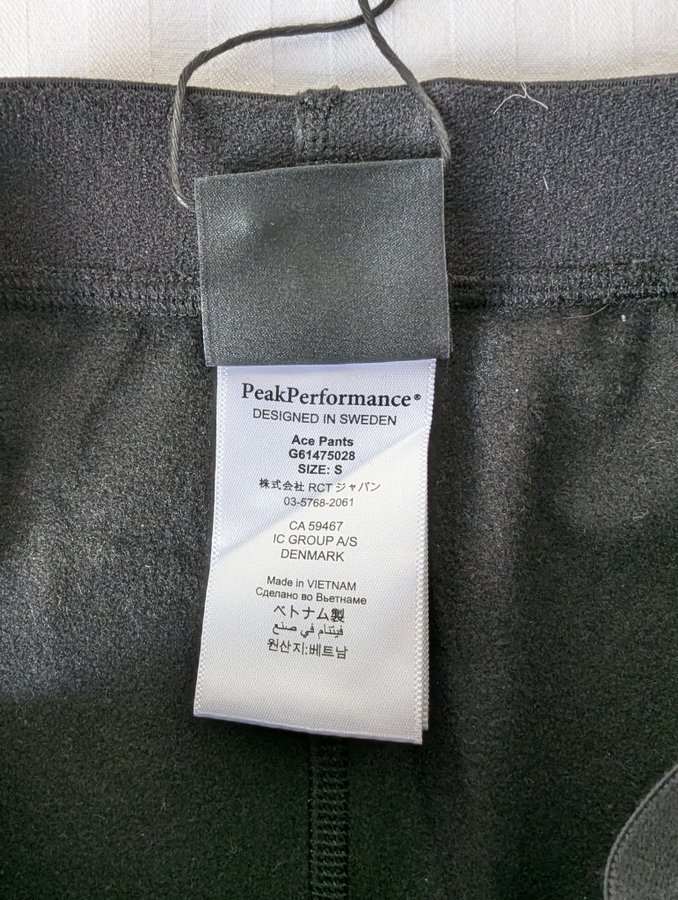 PeakPerformance®
DESIGNED IN SWEDEN
Ace Pants
G61475028
SIZE: S
株式会社 RCT ジャパン
03-5768-2061
CA 59467
IC GROUP A/S
DENMARK
Made in VIETNAM
Сделано во Вьетнаме
ベトナム製
فيتنام في صنع
원산지:베트남